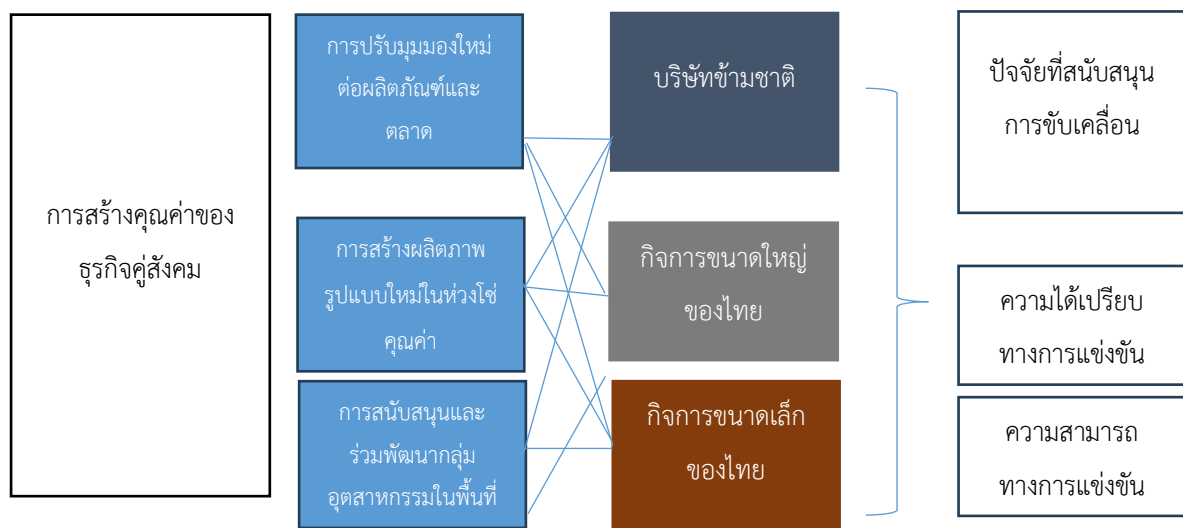 การสร้างคุณค่าของ
ธุรกิจคู่สังคม
การปรับมุมมองใหม่
ต่อผลิตภัณฑ์และ
ตลาด
การสร้างผลิตภาพ
รูปแบบใหม่ในห่วงโซ่
คุณค่า
การสนับสนุนและ
ร่วมพัฒนากลุ่ม
อุตสาหกรรมในพื้นที่
บริษัทข้ามชาติ
กิจการขนาดใหญ่
ของไทย
กิจการขนาดเล็ก
ของไทย
ปัจจัยที่สนับสนุน
การขับเคลื่อน
ความได้เปรียบ
ทางการแข่งขัน
ความสามารถ
ทางการแข่งขัน